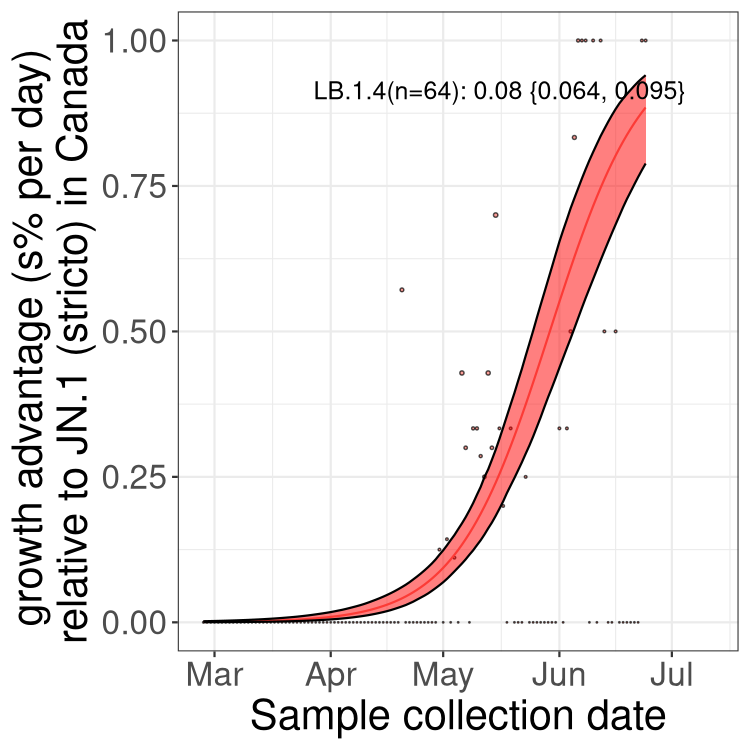 growth advantage (s% per day)
relative to JN.1 (stricto) in Canada
1.00
0.75
0.50
0.25
0.00
LB.1.4(n=64): 0.08 {0.064, 0.095}
Mar Apr May Jun Jul
Sample collection date